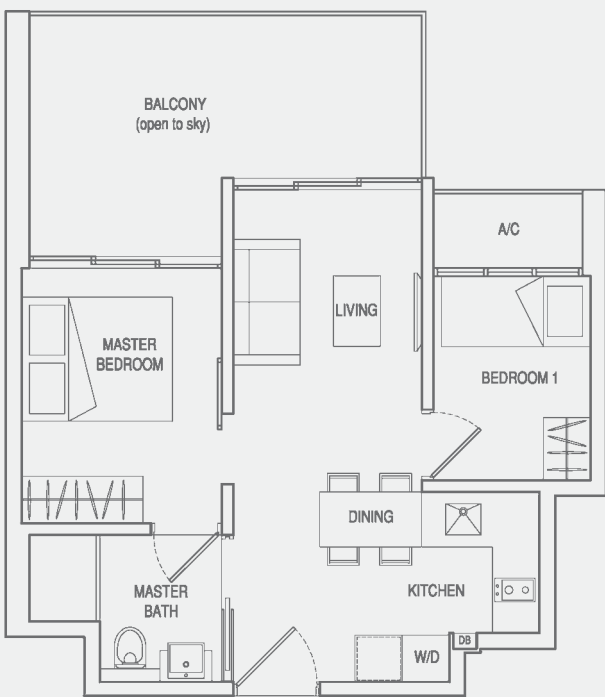 BALCONY
(open to sky)
A/C
LIVING
MASTER
BEDROOM
BEDROOM 1
DINING
MASTER
BATH
KITCHEN
DB
W/D